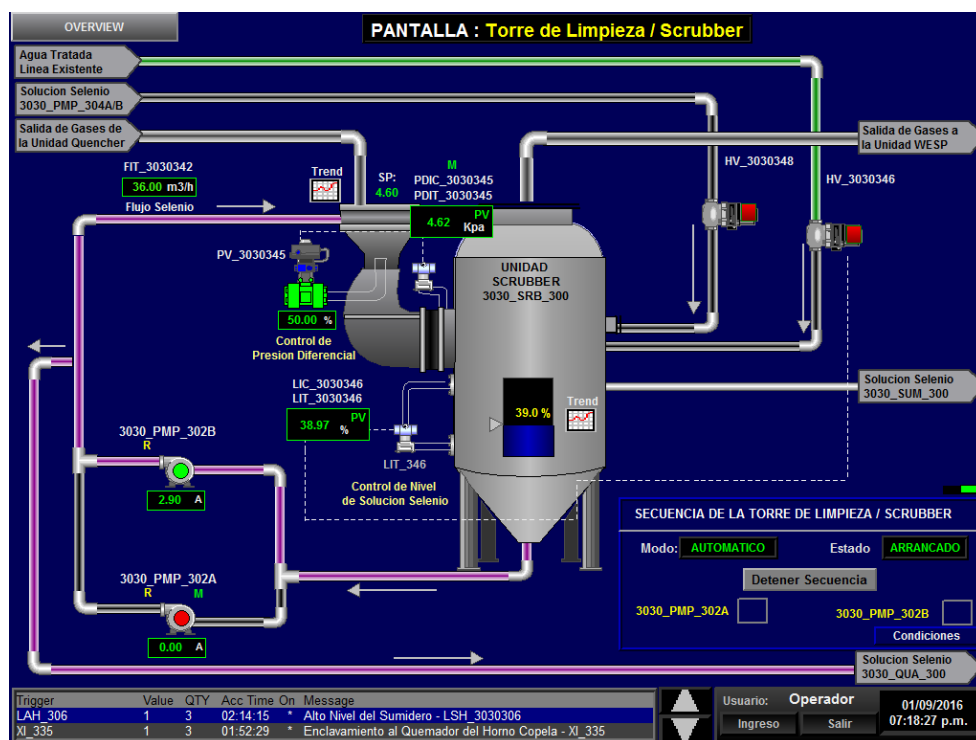 OVERVIEW
PANTALLA : Torre de Limpieza / Scrubber
Agua Tratada
Linea Existente
Solucion Selenio
3030_PMP_304A/B
Salida de Gases de
la Unidad Quencher
Salida de Gases a
la Unidad WESP
FIT_3030342
36.00 m3/h
Flujo Selenio
Trend
SP:
4.60
M
PDIC_3030345
PDIT_3030345
PV
4.62
Kpa
HV_3030348
HV_3030346
PV_3030345
50.00 %
Control de
Presion Diferencial
UNIDAD
SCRUBBER
3030_SRB_300
LIC_3030346
LIT_3030346
PV
38.97 %
39.0 %
Trend
LIT_346
Control de Nivel
de Solucion Selenio
Solucion Selenio
3030_SUM_300
3030_PMP_302B
R
2.90 A
3030_PMP_302A
R M
0.00 A
SECUENCIA DE LA TORRE DE LIMPIEZA / SCRUBBER
Modo: AUTOMATICO Estado ARRANCADO
Detener Secuencia
3030_PMP_302A 3030_PMP_302B
Condiciones
Solucion Selenio
3030_QUA_300
Trigger Value QTY Acc Time On Message
LAH_306 1 3 02:14:15 * Alto Nivel del Sumidero - LSH_3030306
XI_335 1 3 01:52:29 * Enclavamiento al Quemador del Horno Copela - XI_335
Usuario: Operador
Ingreso Salir
01/09/2016
07:18:27 p.m.